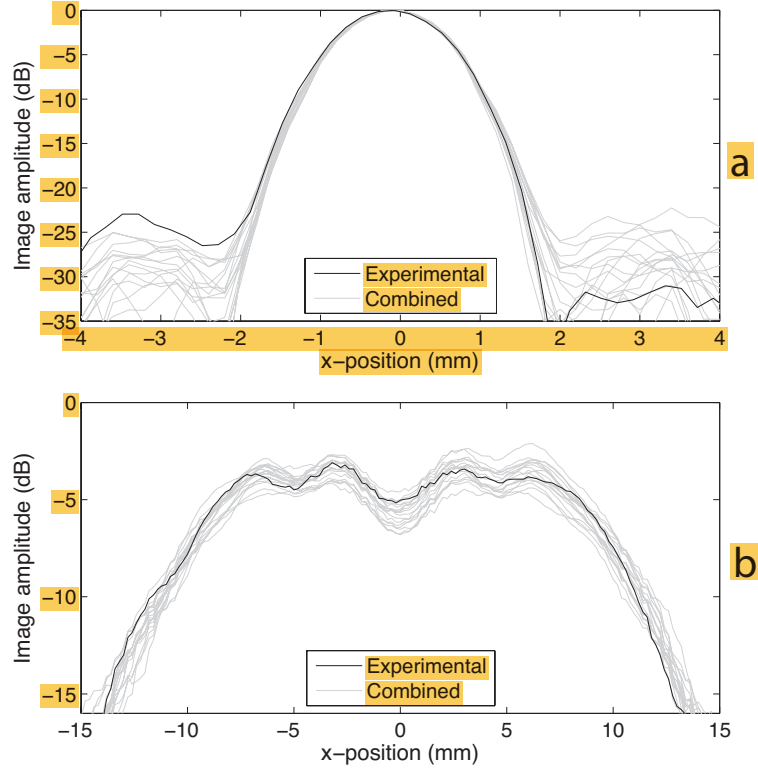 0
−5
−10
−15
−20
−25
−30
−35
Image amplitude (dB)
Experimental
Combined
−4 −3 −2 −1 0 1 2 3 4
x−position (mm)
a
0
−5
−10
−15
Image amplitude (dB)
Experimental
Combined
−15 −10 −5 0 5 10 15
x−position (mm)
b